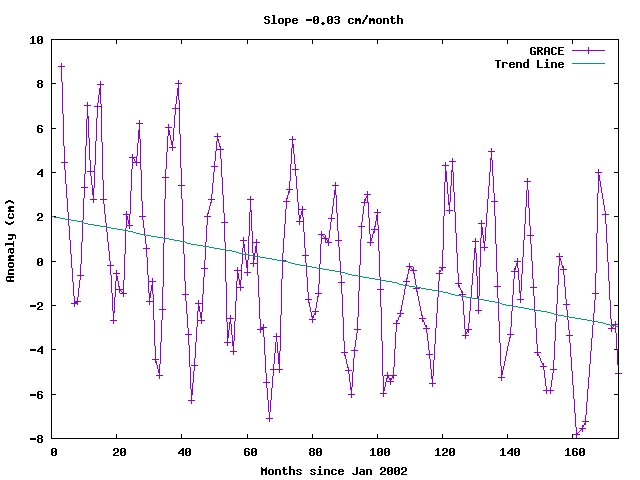 Slope -0.03 cm/month
GRACE
Trend Line
10
8
6
4
2
0
-2
-4
-6
-8
Anomaly (cm)
0 20 40 60 80 100 120 140 160
Months since Jan 2002